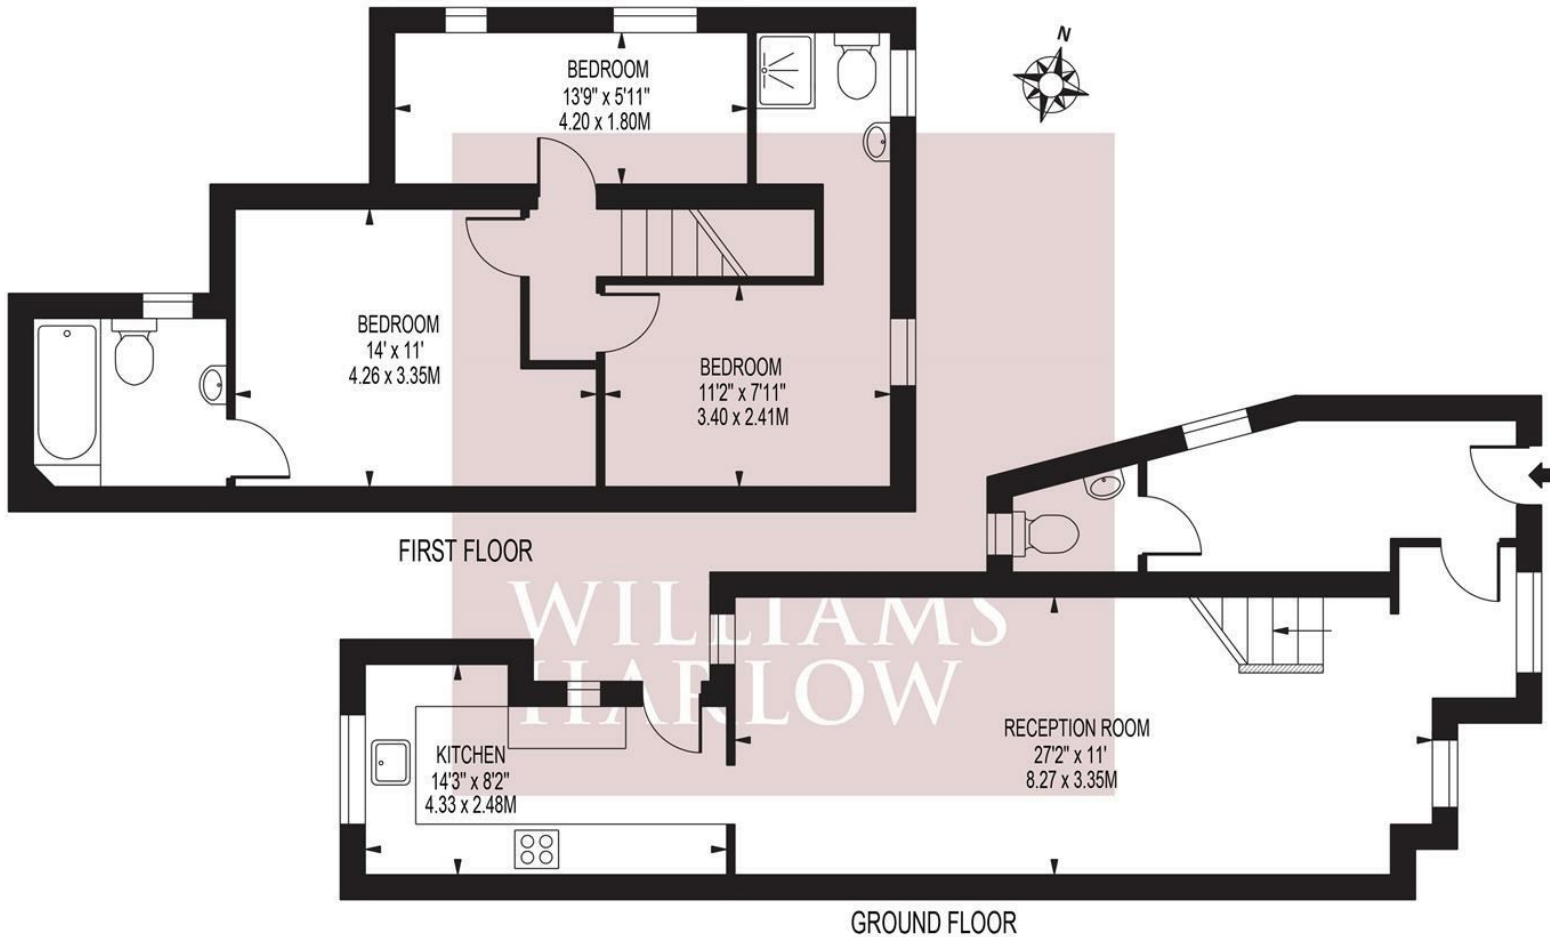 N
BEDROOM
13'9" x 5'11"
4.20 x 1.80M
BEDROOM
14' x 11'
4.26 x 3.35M
BEDROOM
11'2" x 7'11"
3.40 x 2.41M
FIRST FLOOR
WILLIAMS
HARLOW
KITCHEN
14'3" x 8'2"
4.33 x 2.48M
RECEPTION ROOM
27'2" x 11'
8.27 x 3.35M
GROUND FLOOR